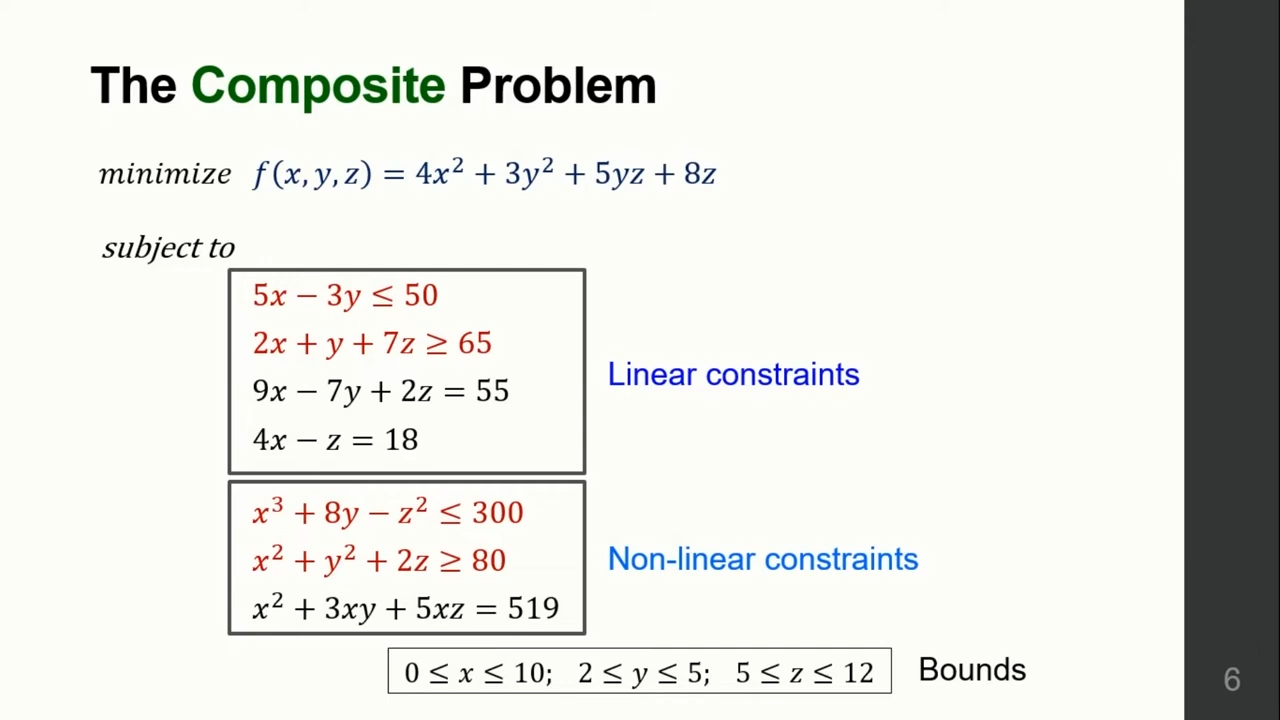 The Composite Problem
minimize f(x, y, z) = 4x² + 3y² + 5yz + 8z
subject to
5x − 3y ≤ 50
2x + y + 7z ≥ 65
9x − 7y + 2z = 55
4x − z = 18
Linear constraints
x³ + 8y − z² ≤ 300
x² + y² + 2z ≥ 80
x² + 3xy + 5xz = 519
Non-linear constraints
0 ≤ x ≤ 10; 2 ≤ y ≤ 5; 5 ≤ z ≤ 12 Bounds
6